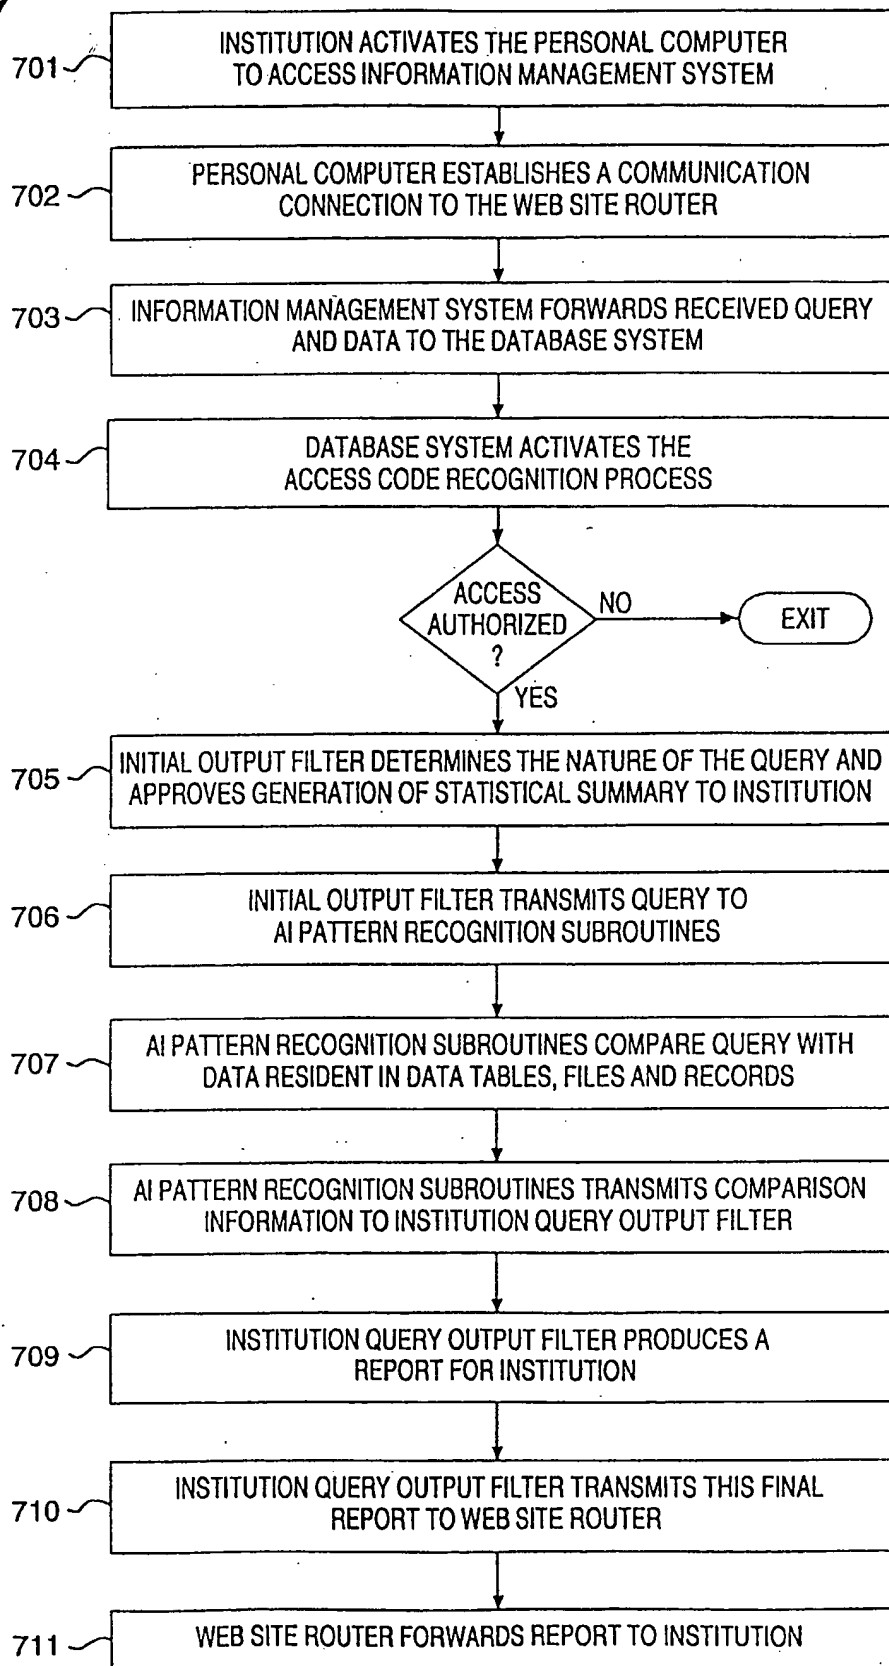 701
INSTITUTION ACTIVATES THE PERSONAL COMPUTER
TO ACCESS INFORMATION MANAGEMENT SYSTEM
702
PERSONAL COMPUTER ESTABLISHES A COMMUNICATION
CONNECTION TO THE WEB SITE ROUTER
703
INFORMATION MANAGEMENT SYSTEM FORWARDS RECEIVED QUERY
AND DATA TO THE DATABASE SYSTEM
704
DATABASE SYSTEM ACTIVATES THE
ACCESS CODE RECOGNITION PROCESS
ACCESS
AUTHORIZED
?
NO
EXIT
YES
705
INITIAL OUTPUT FILTER DETERMINES THE NATURE OF THE QUERY AND
APPROVES GENERATION OF STATISTICAL SUMMARY TO INSTITUTION
706
INITIAL OUTPUT FILTER TRANSMITS QUERY TO
AI PATTERN RECOGNITION SUBROUTINES
707
AI PATTERN RECOGNITION SUBROUTINES COMPARE QUERY WITH
DATA RESIDENT IN DATA TABLES, FILES AND RECORDS
708
AI PATTERN RECOGNITION SUBROUTINES TRANSMITS COMPARISON
INFORMATION TO INSTITUTION QUERY OUTPUT FILTER
709
INSTITUTION QUERY OUTPUT FILTER PRODUCES A
REPORT FOR INSTITUTION
710
INSTITUTION QUERY OUTPUT FILTER TRANSMITS THIS FINAL
REPORT TO WEB SITE ROUTER
711
WEB SITE ROUTER FORWARDS REPORT TO INSTITUTION